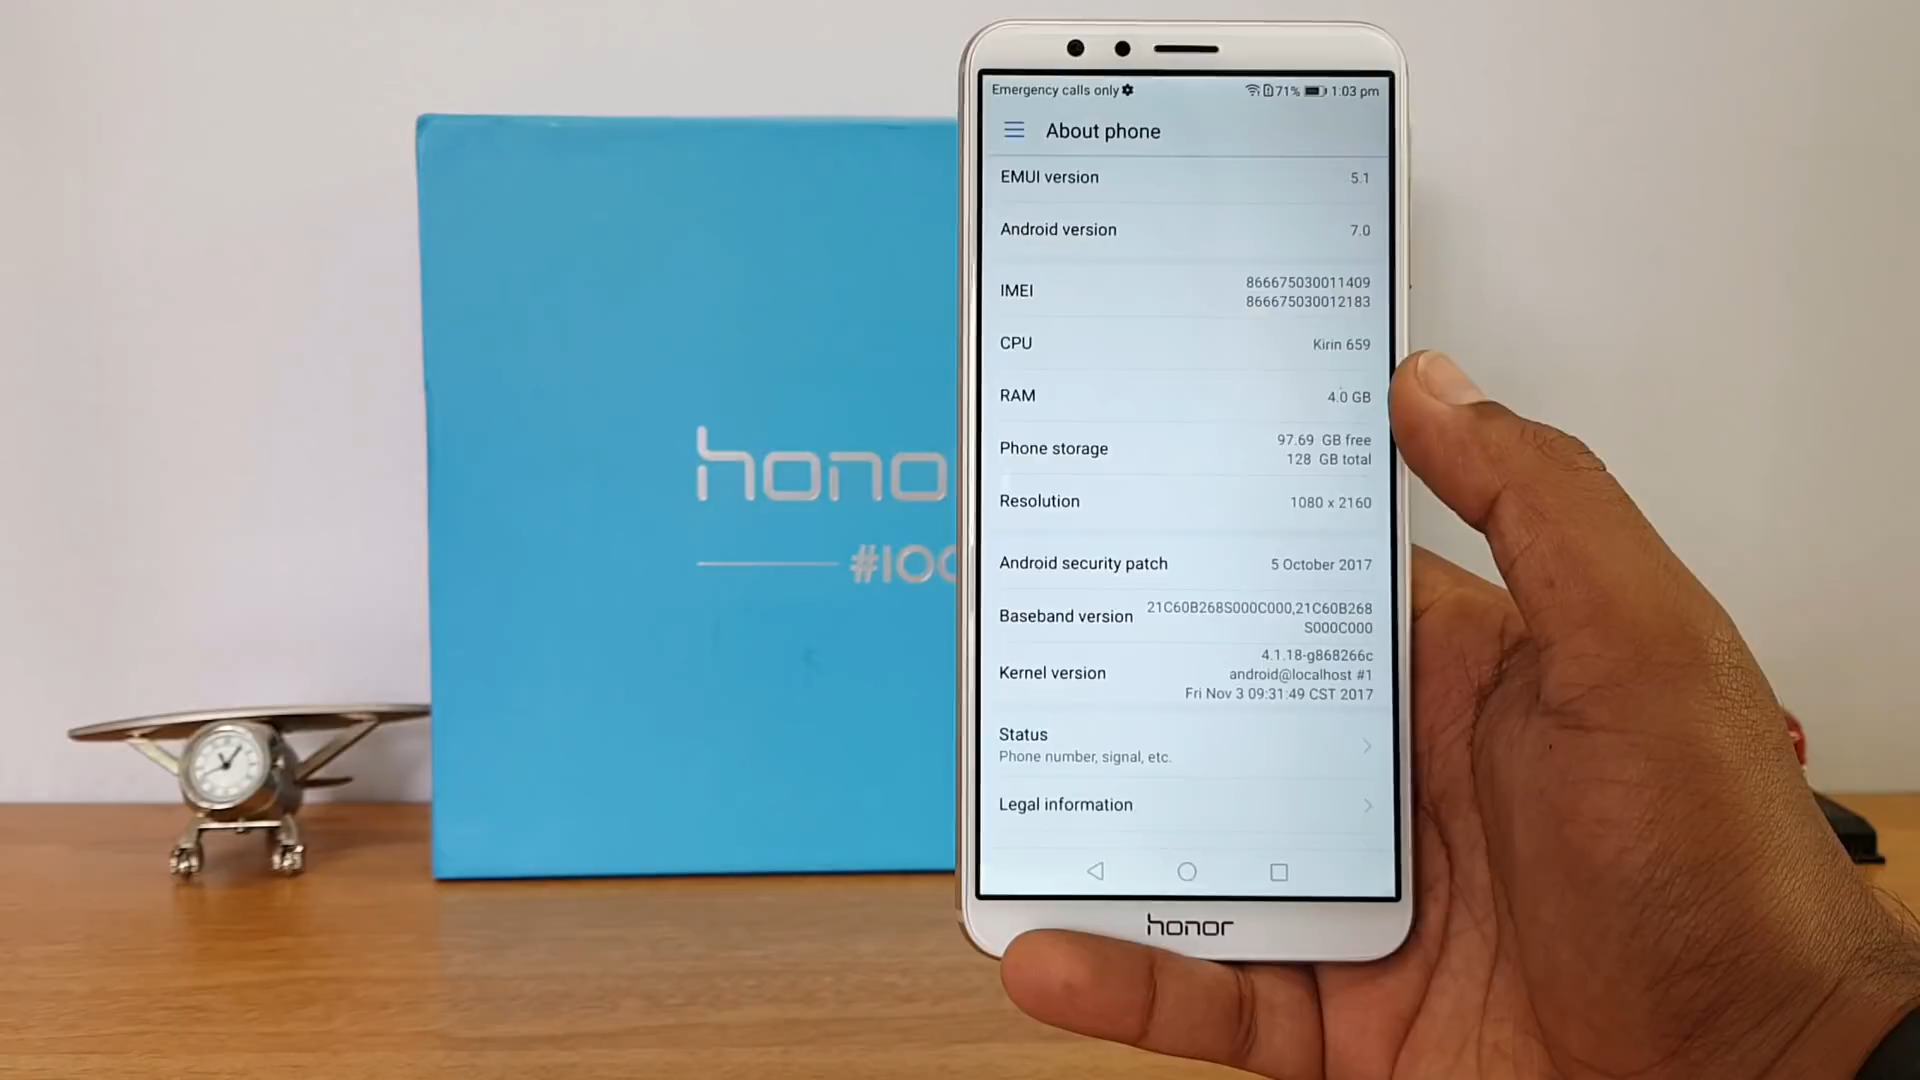 hono
#100
Emergency calls only 71% 1:03 pm
About phone
EMUI version 5.1
Android version 7.0
IMEI 866675030011409
866675030012183
CPU Kirin 659
RAM 4.0 GB
Phone storage 97.69 GB free
128 GB total
Resolution 1080 x 2160
Android security patch 5 October 2017
Baseband version 21C60B268S000C000,21C60B268
S000C000
Kernel version 4.1.18-g868266c
android@localhost #1
Fri Nov 3 09:31:49 CST 2017
Status
Phone number, signal, etc.
Legal information
honor